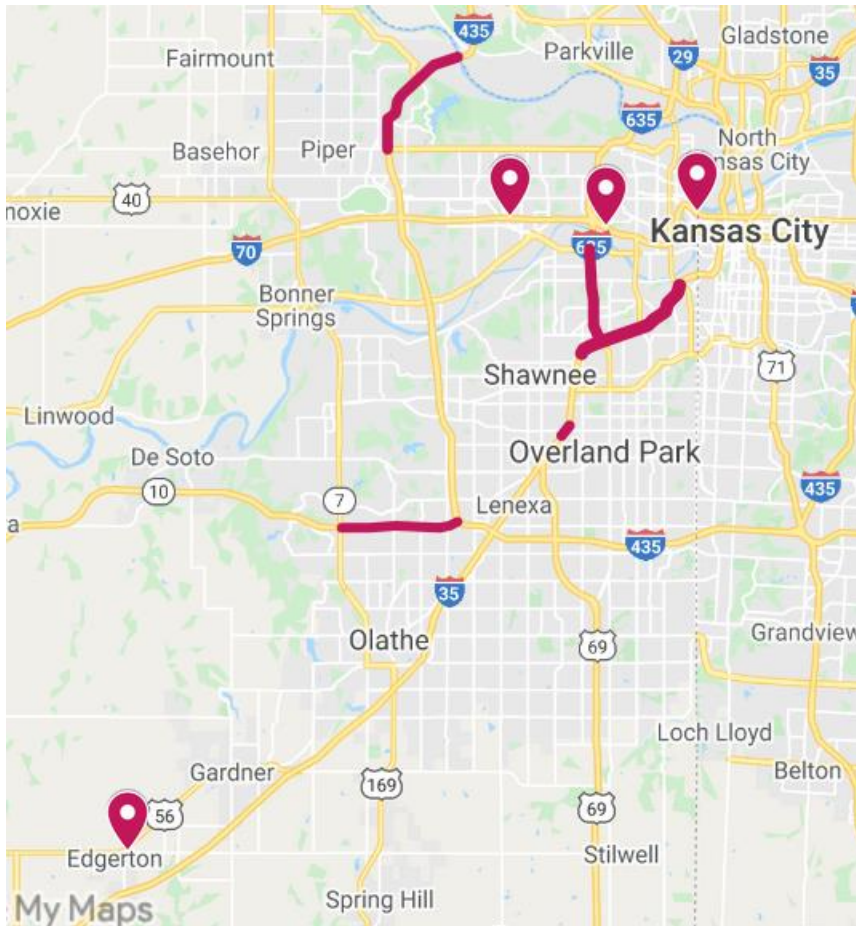 435
Parkville
Gladstone
Fairmount
29
35
635
North
nsas City
Basehor
Piper
40
noxie
Kansas City
70
635
Bonner
Springs
Shawnee
71
Linwood
Overland Park
De Soto
10
7
Lenexa
435
a
435
35
Olathe
69
Grandview
Loch Lloyd
Gardner
Belton
169
56
69
Edgerton
Stilwell
Spring Hill
My Maps